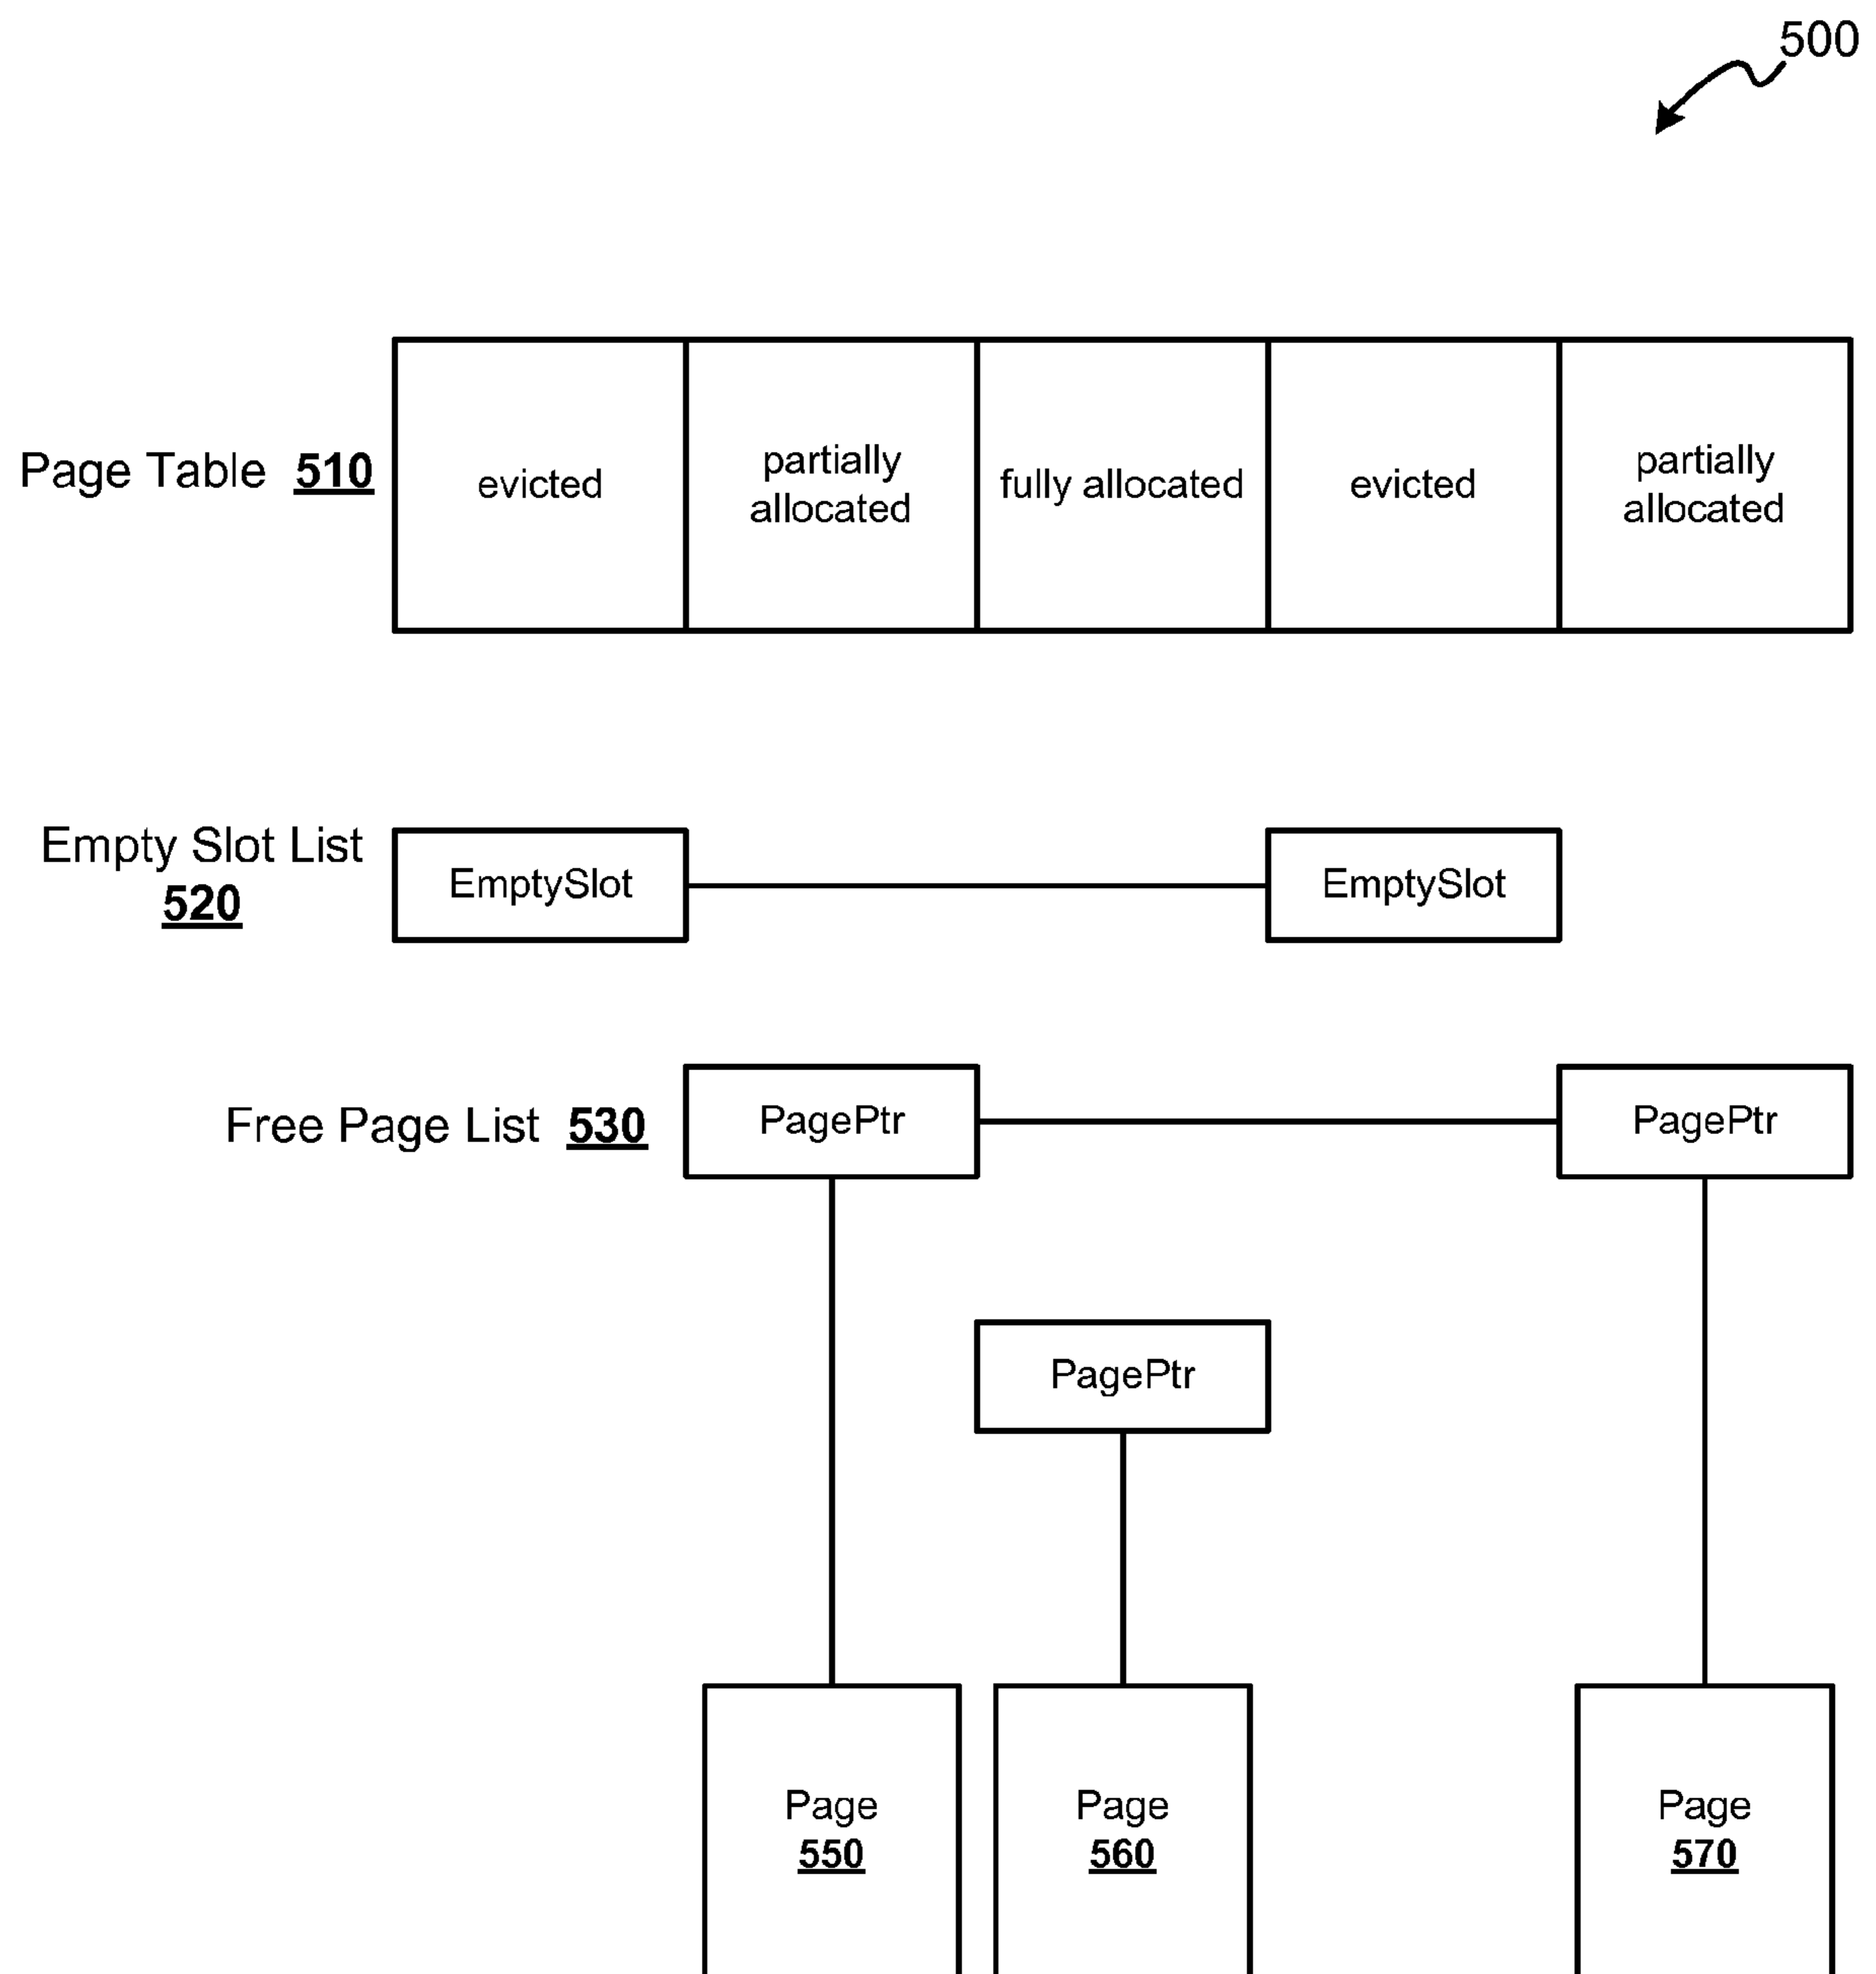 500
Page Table 510
evicted
partially
allocated
fully allocated
evicted
partially
allocated
Empty Slot List
520
EmptySlot
EmptySlot
Free Page List 530
PagePtr
PagePtr
PagePtr
Page
550
Page
560
Page
570